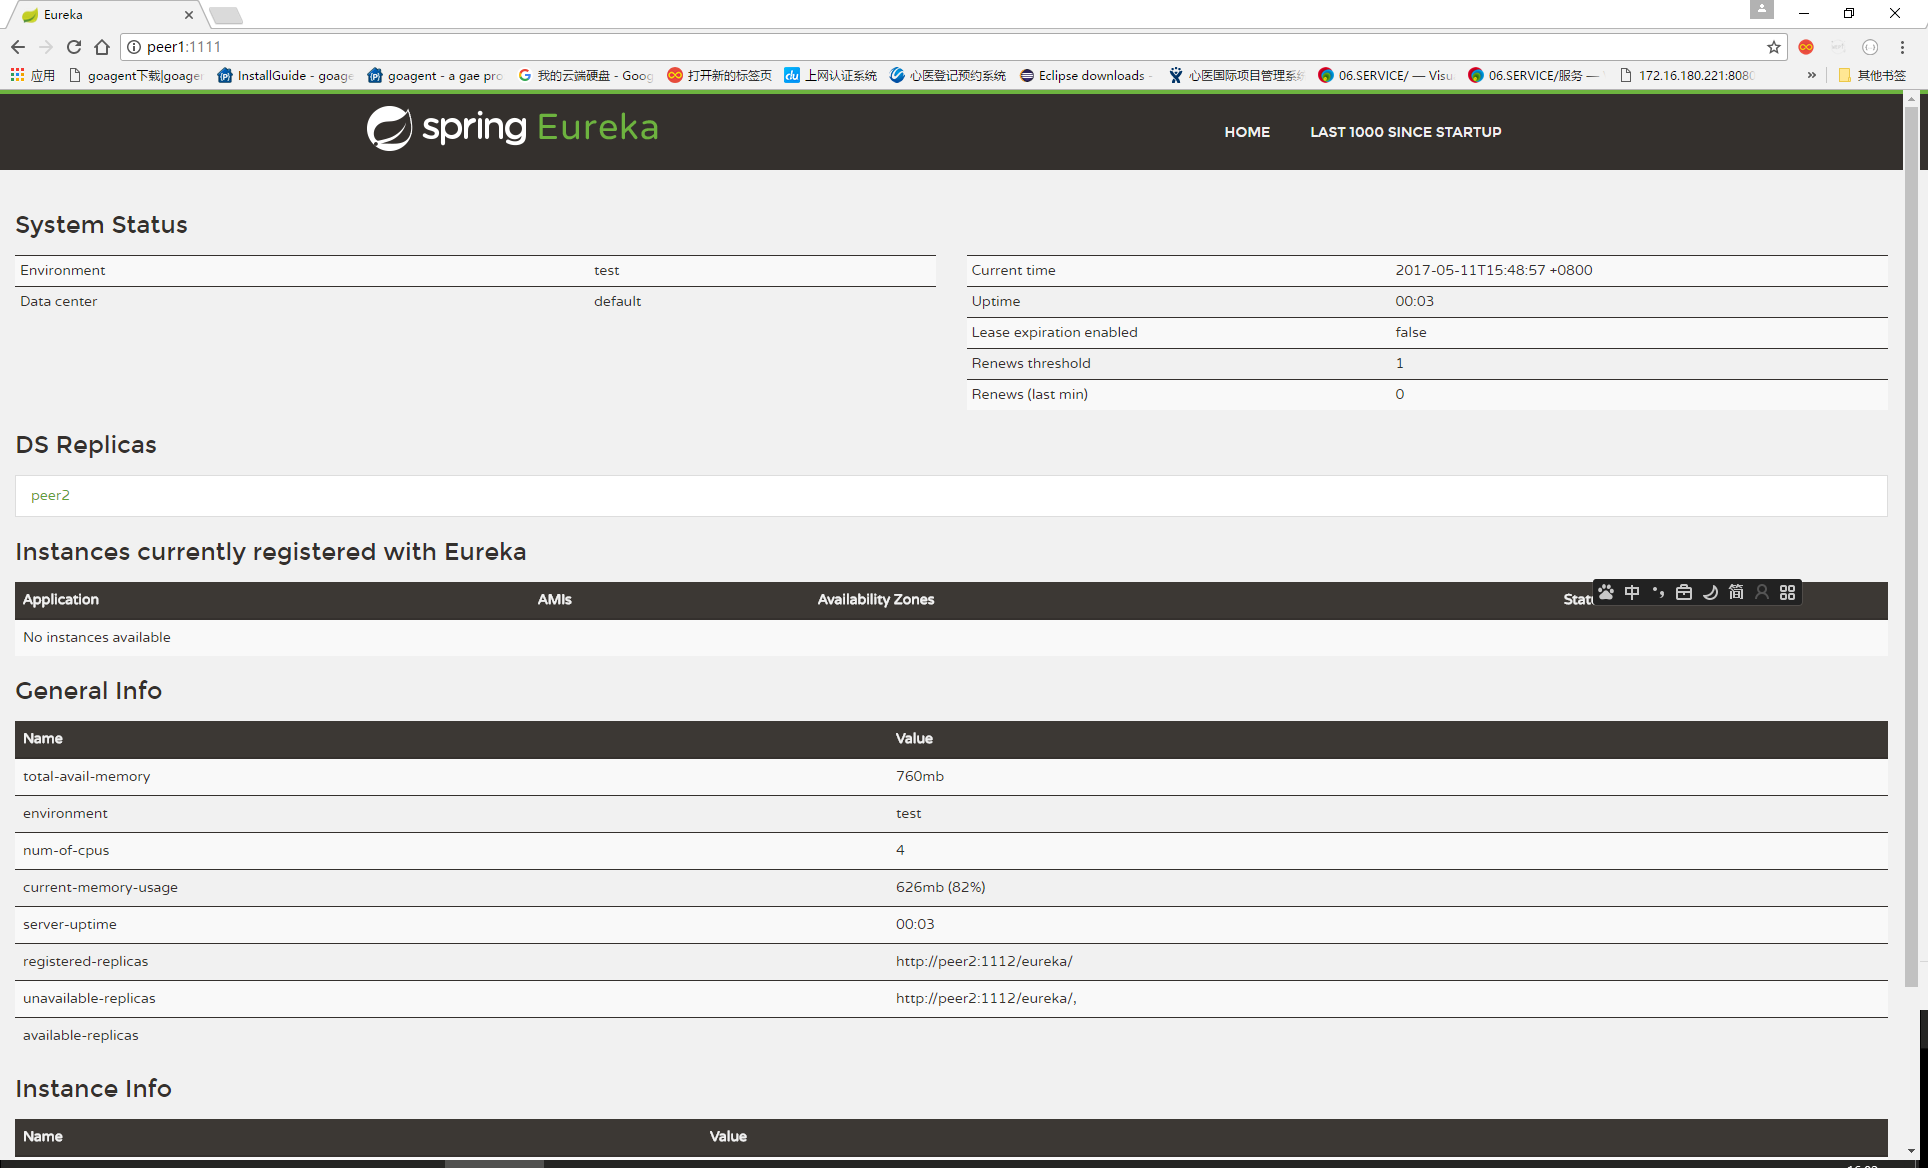 Eureka
peer1:1111
应用 goagent下载|goager InstallGuide - goage goagent - a gae pro 我的云端硬盘 - Goog 打开新的标签页 du 上网认证系统 心医登记预约系统 Eclipse downloads - 心医国际项目管理系统 06.SERVICE/ — Visu 06.SERVICE/服务 — 172.16.180.221:8080 » 其他书签
spring Eureka HOME LAST 1000 SINCE STARTUP
System Status
Environment test Current time 2017-05-11T15:48:57 +0800
Data center default Uptime 00:03
Lease expiration enabled false
Renews threshold 1
Renews (last min) 0
DS Replicas
peer2
Instances currently registered with Eureka
Application AMIs Availability Zones Statu 中 简
No instances available
General Info
Name Value
total-avail-memory 760mb
environment test
num-of-cpus 4
current-memory-usage 626mb (82%)
server-uptime 00:03
registered-replicas http://peer2:1112/eureka/
unavailable-replicas http://peer2:1112/eureka/,
available-replicas
Instance Info
Name Value